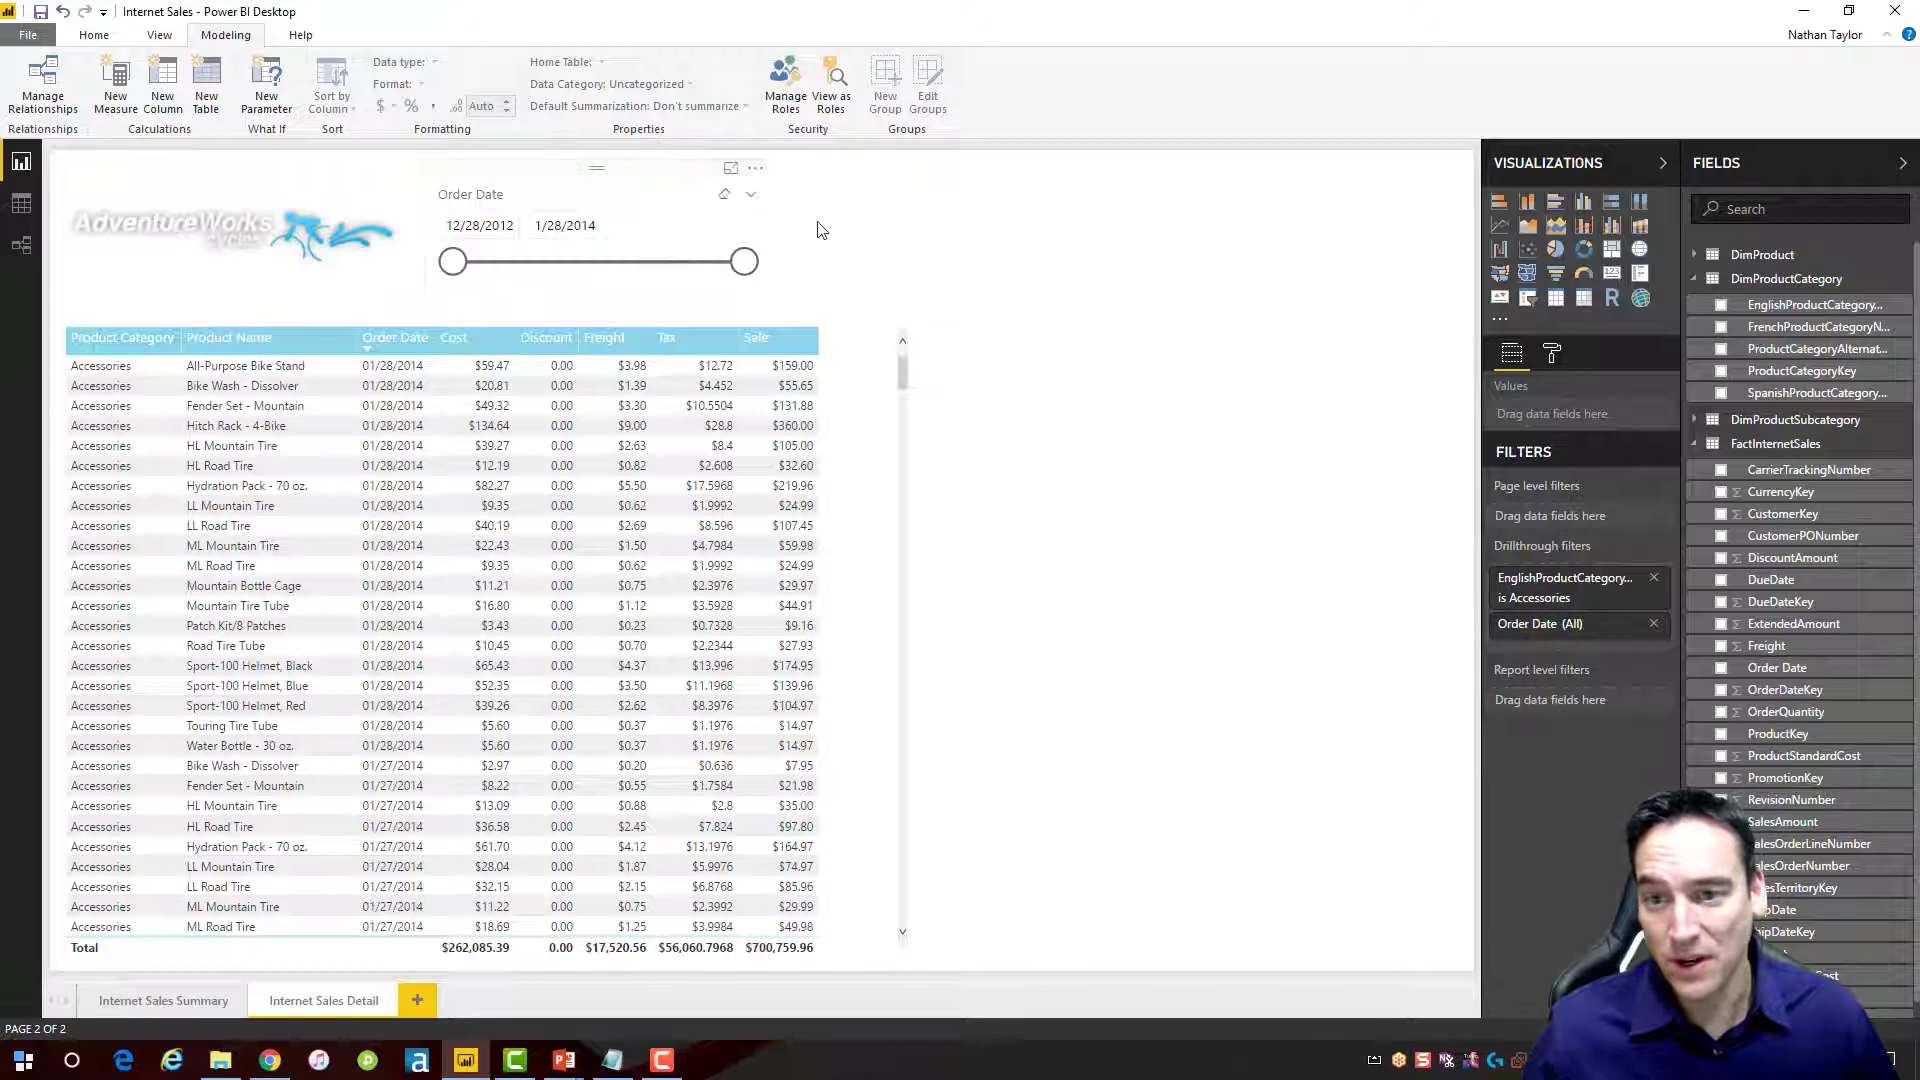 Internet Sales - Power BI Desktop
File Home View Modeling Help
Nathan Taylor
Manage Relationships
New Measure
New Column
New Table
New Parameter
Sort by Column
Data type:
Format:
$ % , Auto
Home Table:
Data Category: Uncategorized
Default Summarization: Don't summarize
Manage Roles
View as Roles
New Group
Edit Groups
Relationships Calculations What If Sort Formatting Properties Security Groups
AdventureWorks
Order Date
12/28/2012 1/28/2014
Product Category Product Name Order Date Cost Discount Freight Tax Sale
Accessories All-Purpose Bike Stand 01/28/2014 $59.47 0.00 $3.98 $12.72 $159.00
Accessories Bike Wash - Dissolver 01/28/2014 $20.81 0.00 $1.39 $4.452 $55.65
Accessories Fender Set - Mountain 01/28/2014 $49.32 0.00 $3.30 $10.5504 $131.88
Accessories Hitch Rack - 4-Bike 01/28/2014 $134.64 0.00 $9.00 $28.8 $360.00
Accessories HL Mountain Tire 01/28/2014 $39.27 0.00 $2.63 $8.4 $105.00
Accessories HL Road Tire 01/28/2014 $12.19 0.00 $0.82 $2.608 $32.60
Accessories Hydration Pack - 70 oz. 01/28/2014 $82.27 0.00 $5.50 $17.5968 $219.96
Accessories LL Mountain Tire 01/28/2014 $9.35 0.00 $0.62 $1.9992 $24.99
Accessories LL Road Tire 01/28/2014 $40.19 0.00 $2.69 $8.596 $107.45
Accessories ML Mountain Tire 01/28/2014 $22.43 0.00 $1.50 $4.7984 $59.98
Accessories ML Road Tire 01/28/2014 $9.35 0.00 $0.62 $1.9992 $24.99
Accessories Mountain Bottle Cage 01/28/2014 $11.21 0.00 $0.75 $2.3976 $29.97
Accessories Mountain Tire Tube 01/28/2014 $16.80 0.00 $1.12 $3.5928 $44.91
Accessories Patch Kit/8 Patches 01/28/2014 $3.43 0.00 $0.23 $0.7328 $9.16
Accessories Road Tire Tube 01/28/2014 $10.45 0.00 $0.70 $2.2344 $27.93
Accessories Sport-100 Helmet, Black 01/28/2014 $65.43 0.00 $4.37 $13.996 $174.95
Accessories Sport-100 Helmet, Blue 01/28/2014 $52.35 0.00 $3.50 $11.1968 $139.96
Accessories Sport-100 Helmet, Red 01/28/2014 $39.26 0.00 $2.62 $8.3976 $104.97
Accessories Touring Tire Tube 01/28/2014 $5.60 0.00 $0.37 $1.1976 $14.97
Accessories Water Bottle - 30 oz. 01/28/2014 $5.60 0.00 $0.37 $1.1976 $14.97
Accessories Bike Wash - Dissolver 01/27/2014 $2.97 0.00 $0.20 $0.636 $7.95
Accessories Fender Set - Mountain 01/27/2014 $8.22 0.00 $0.55 $1.7584 $21.98
Accessories HL Mountain Tire 01/27/2014 $13.09 0.00 $0.88 $2.8 $35.00
Accessories HL Road Tire 01/27/2014 $36.58 0.00 $2.45 $7.824 $97.80
Accessories Hydration Pack - 70 oz. 01/27/2014 $61.70 0.00 $4.12 $13.1976 $164.97
Accessories LL Mountain Tire 01/27/2014 $28.04 0.00 $1.87 $5.9976 $74.97
Accessories LL Road Tire 01/27/2014 $32.15 0.00 $2.15 $6.8768 $85.96
Accessories ML Mountain Tire 01/27/2014 $11.22 0.00 $0.75 $2.3992 $29.99
Accessories ML Road Tire 01/27/2014 $18.69 0.00 $1.25 $3.9984 $49.98
Total $262,085.39 0.00 $17,520.56 $56,060.7968 $700,759.96
Internet Sales Summary Internet Sales Detail +
PAGE 2 OF 2
VISUALIZATIONS
Values
Drag data fields here
FILTERS
Page level filters
Drag data fields here
Drillthrough filters
EnglishProductCategory...
is Accessories
Order Date (All)
Report level filters
Drag data fields here
FIELDS
Search
DimProduct
DimProductCategory
EnglishProductCategory...
FrenchProductCategoryN...
ProductCategoryAlternat...
ProductCategoryKey
SpanishProductCategory...
DimProductSubcategory
FactInternetSales
CarrierTrackingNumber
CurrencyKey
CustomerKey
CustomerPONumber
DiscountAmount
DueDate
DueDateKey
ExtendedAmount
Freight
Order Date
OrderDateKey
OrderQuantity
ProductKey
ProductStandardCost
PromotionKey
RevisionNumber
SalesAmount
alesOrderLineNumber
alesOrderNumber
esTerritoryKey
ipDate
hipDateKey